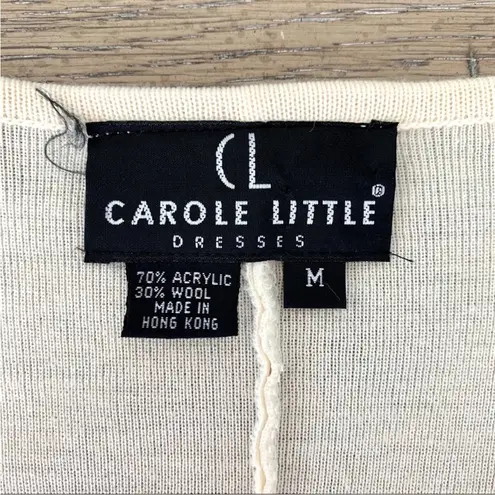 CL
CAROLE LITTLE®
DRESSES
70% ACRYLIC
30% WOOL
MADE IN
HONG KONG
M